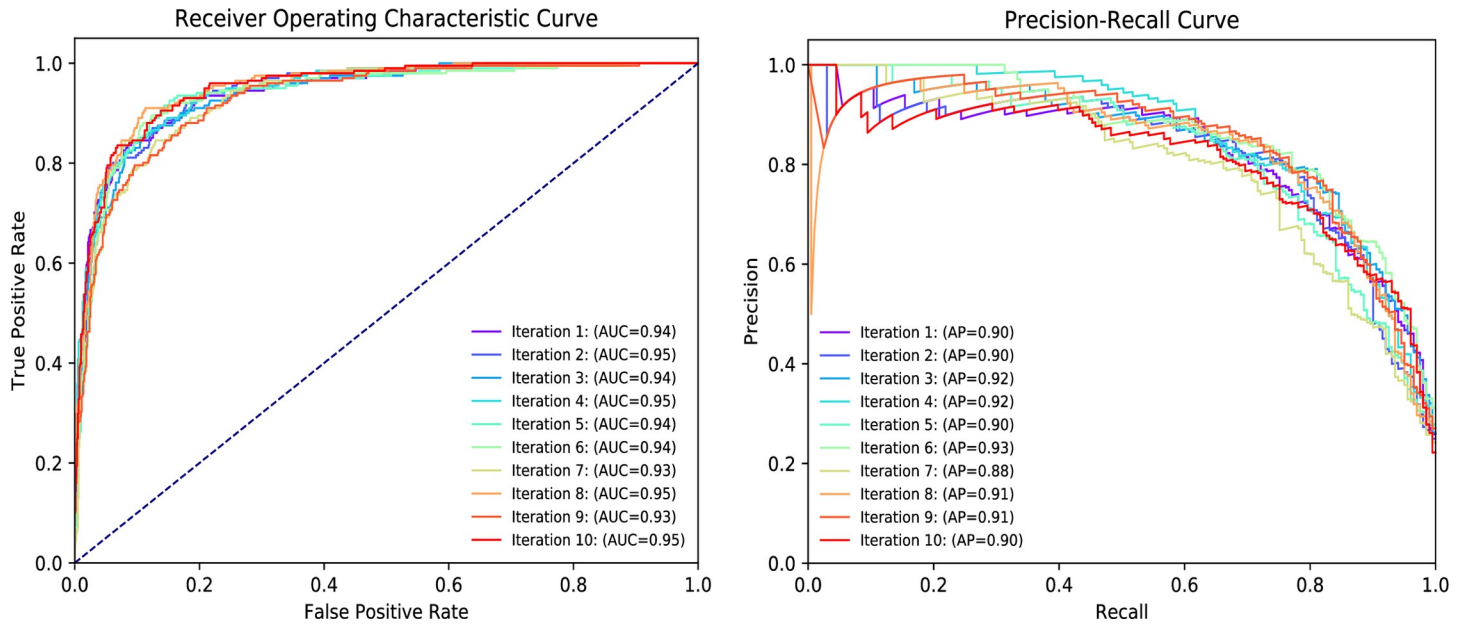 Receiver Operating Characteristic Curve
True Positive Rate
1.0
0.8
0.6
0.4
0.2
0.0
Iteration 1: (AUC=0.94)
Iteration 2: (AUC=0.95)
Iteration 3: (AUC=0.94)
Iteration 4: (AUC=0.95)
Iteration 5: (AUC=0.94)
Iteration 6: (AUC=0.94)
Iteration 7: (AUC=0.93)
Iteration 8: (AUC=0.95)
Iteration 9: (AUC=0.93)
Iteration 10: (AUC=0.95)
0.0 0.2 0.4 0.6 0.8 1.0
False Positive Rate
Precision-Recall Curve
Precision
1.0
0.8
0.6
0.4
0.2
0.0
Iteration 1: (AP=0.90)
Iteration 2: (AP=0.90)
Iteration 3: (AP=0.92)
Iteration 4: (AP=0.92)
Iteration 5: (AP=0.90)
Iteration 6: (AP=0.93)
Iteration 7: (AP=0.88)
Iteration 8: (AP=0.91)
Iteration 9: (AP=0.91)
Iteration 10: (AP=0.90)
0.0 0.2 0.4 0.6 0.8 1.0
Recall